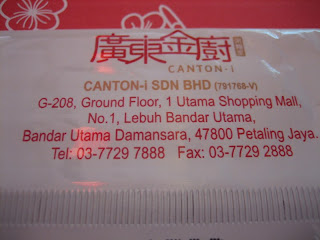 廣東金廚
CANTON-i
CANTON-i SDN BHD (791768-V)
G-208, Ground Floor, 1 Utama Shopping Mall,
No.1, Lebuh Bandar Utama,
Bandar Utama Damansara, 47800 Petaling Jaya.
Tel: 03-7729 7888 Fax: 03-7729 2888